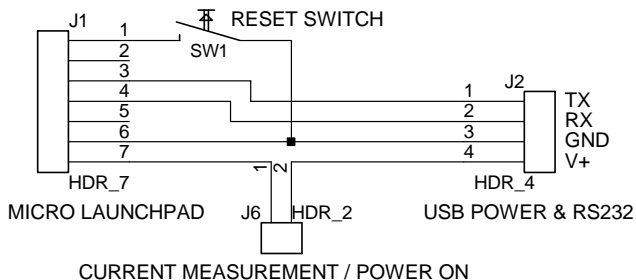 J1
RESET SWITCH
1
SW1
2
3
4
5
6
7
J2
1
2
3
4
TX
RX
GND
V+
HDR_7
HDR_4
MICRO LAUNCHPAD
1
2
J6
HDR_2
USB POWER & RS232
CURRENT MEASUREMENT / POWER ON